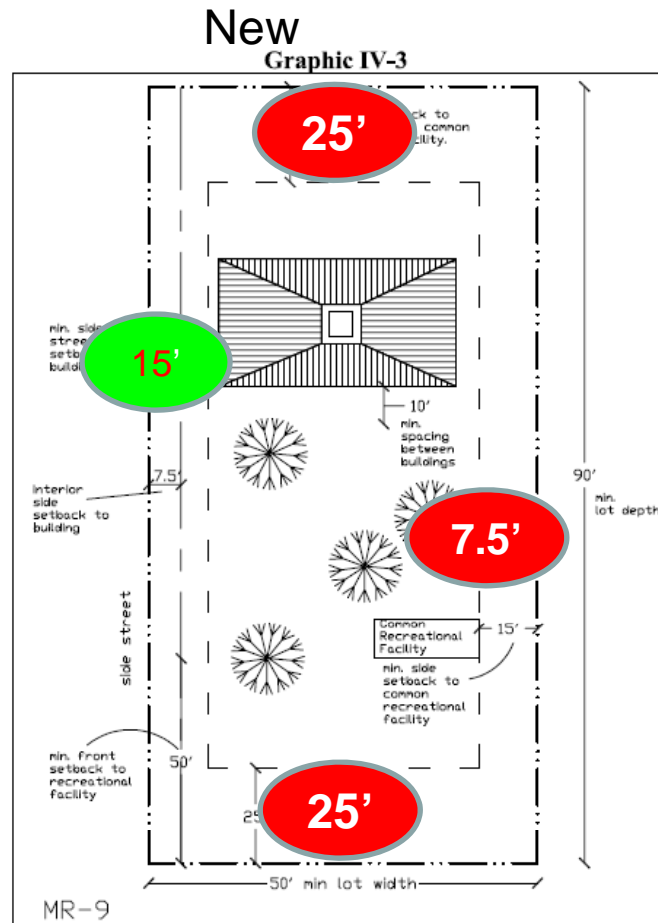 New
Graphic IV-3
25’
ck to
common
cility.
min. side
stree
setb
build
15’
10’
min.
spacing
between
buildings
7.5'
interior
side
setback to
building
90'
min.
lot depth
7.5’
side street
Common
Recreational
Facility
15'
min. side
setback to
common
recreational
facility
min. front
setback to
recreational
facility
50'
25
25’
50' min lot width
MR-9